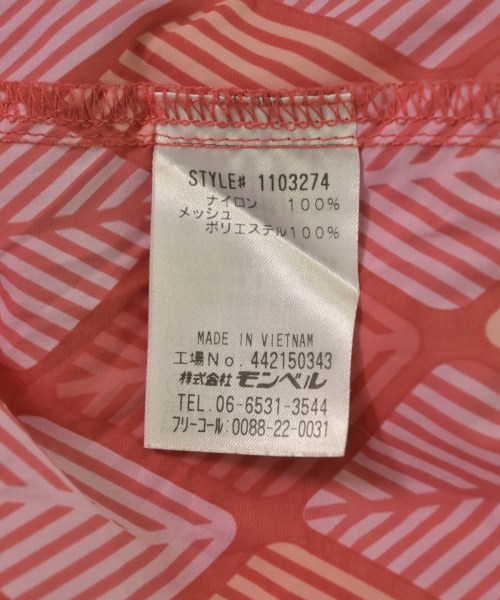 STYLE# 1103274
ナイロン 100%
メッシュ
ポリエステル100%
MADE IN VIETNAM
工場No. 442150343
株式会社 モンベル
TEL. 06-6531-3544
フリーコール:0088-22-0031